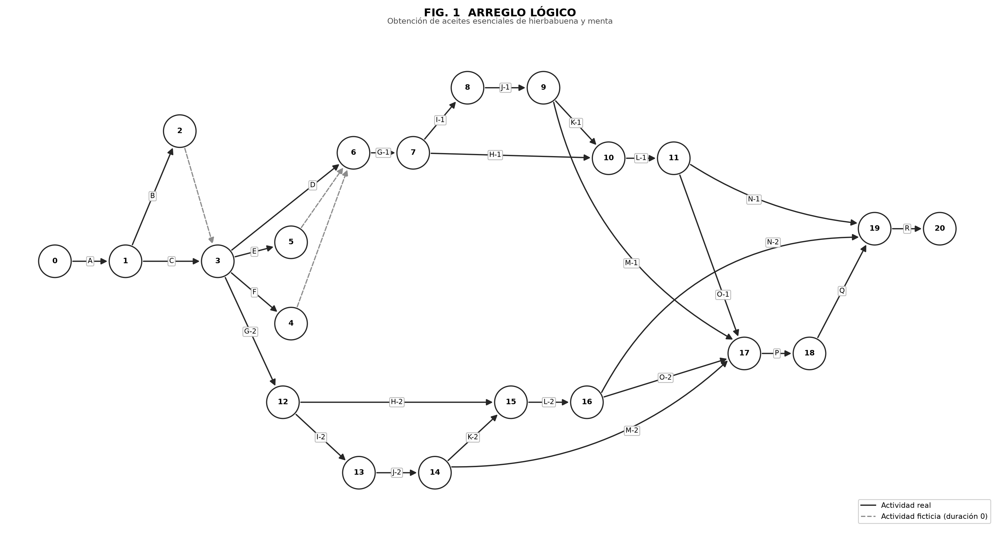 FIG. 1  ARREGLO LÓGICO
Obtención de aceites esenciales de hierbabuena y menta
8
J-1
9
I-1
K-1
2
6
G-1
7
H-1
10
L-1
11
D
B
N-1
5
E
19
R
20
N-2
0
A
1
C
3
M-1
F
Q
O-1
4
G-2
17
P
18
O-2
12
H-2
15
L-2
16
I-2
K-2
M-2
13
J-2
14
Actividad real
Actividad ficticia (duración 0)